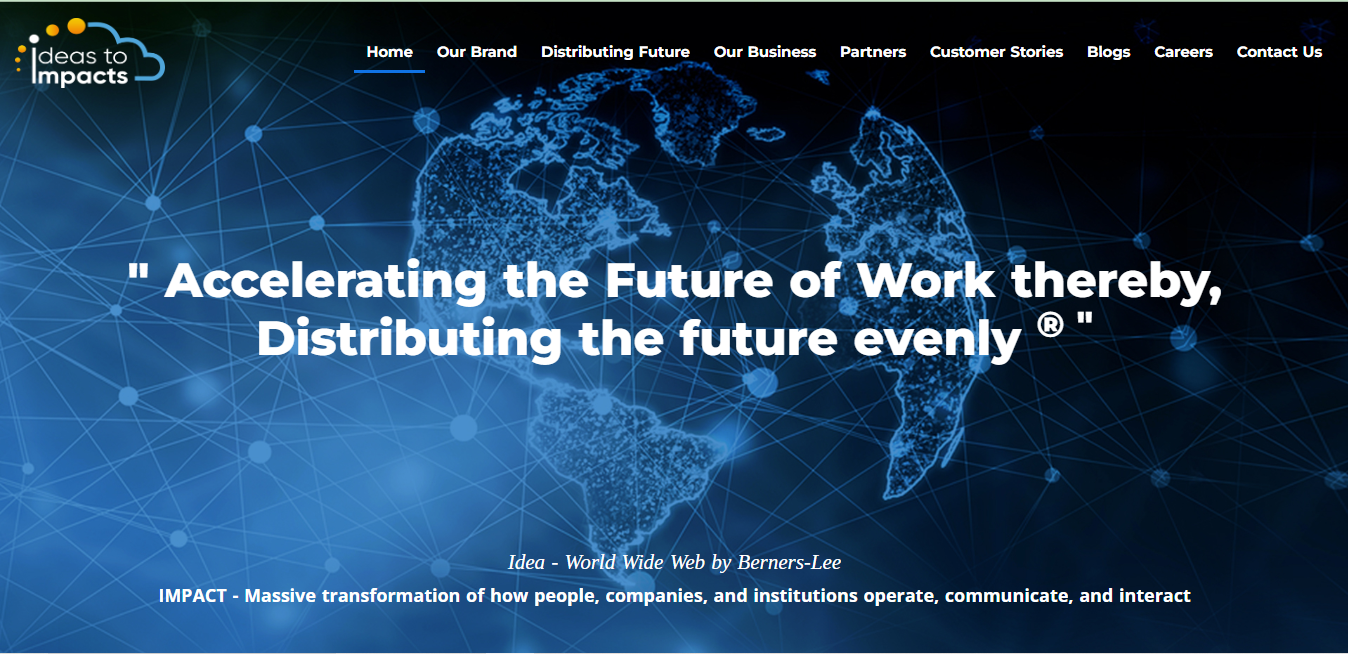 ideas to
impacts
Home Our Brand Distributing Future Our Business Partners Customer Stories Blogs Careers Contact Us
" Accelerating the Future of Work thereby,
Distributing the future evenly ® "
Idea - World Wide Web by Berners-Lee
IMPACT - Massive transformation of how people, companies, and institutions operate, communicate, and interact